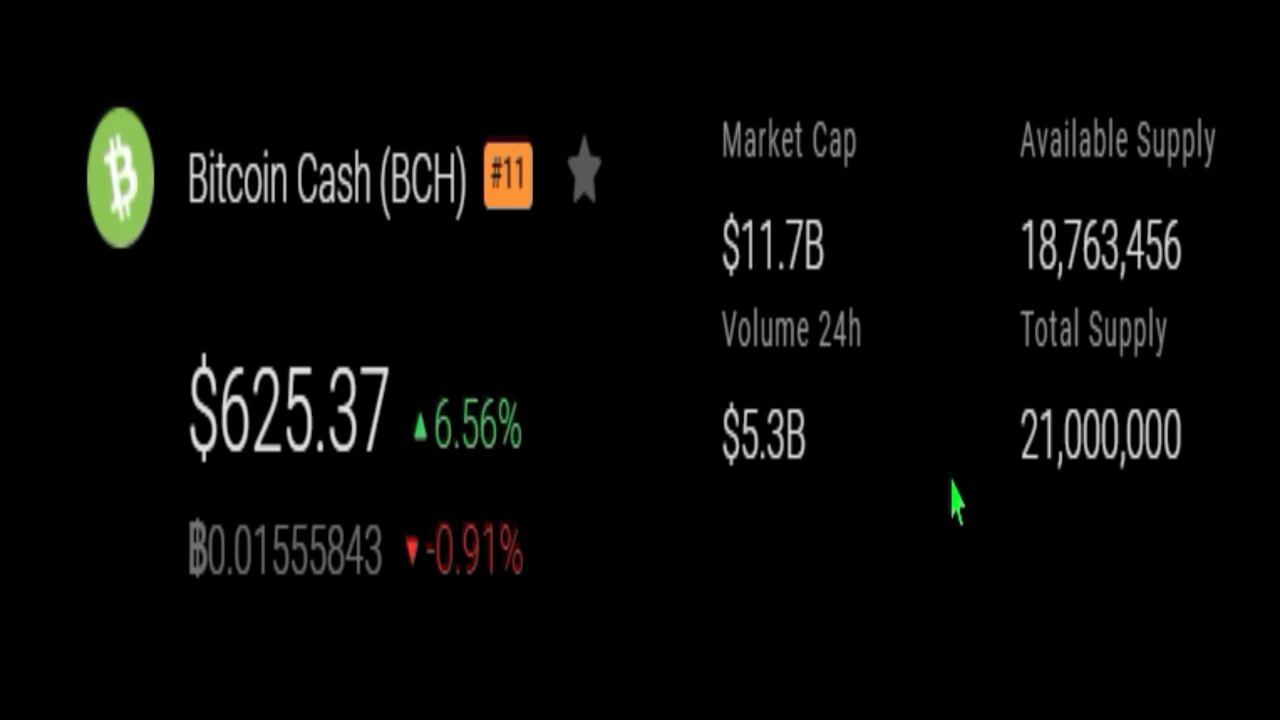 Bitcoin Cash (BCH) #11
$625.37 ▲6.56%
฿0.01555843 ▼-0.91%
Market Cap
$11.7B
Volume 24h
$5.3B
Available Supply
18,763,456
Total Supply
21,000,000